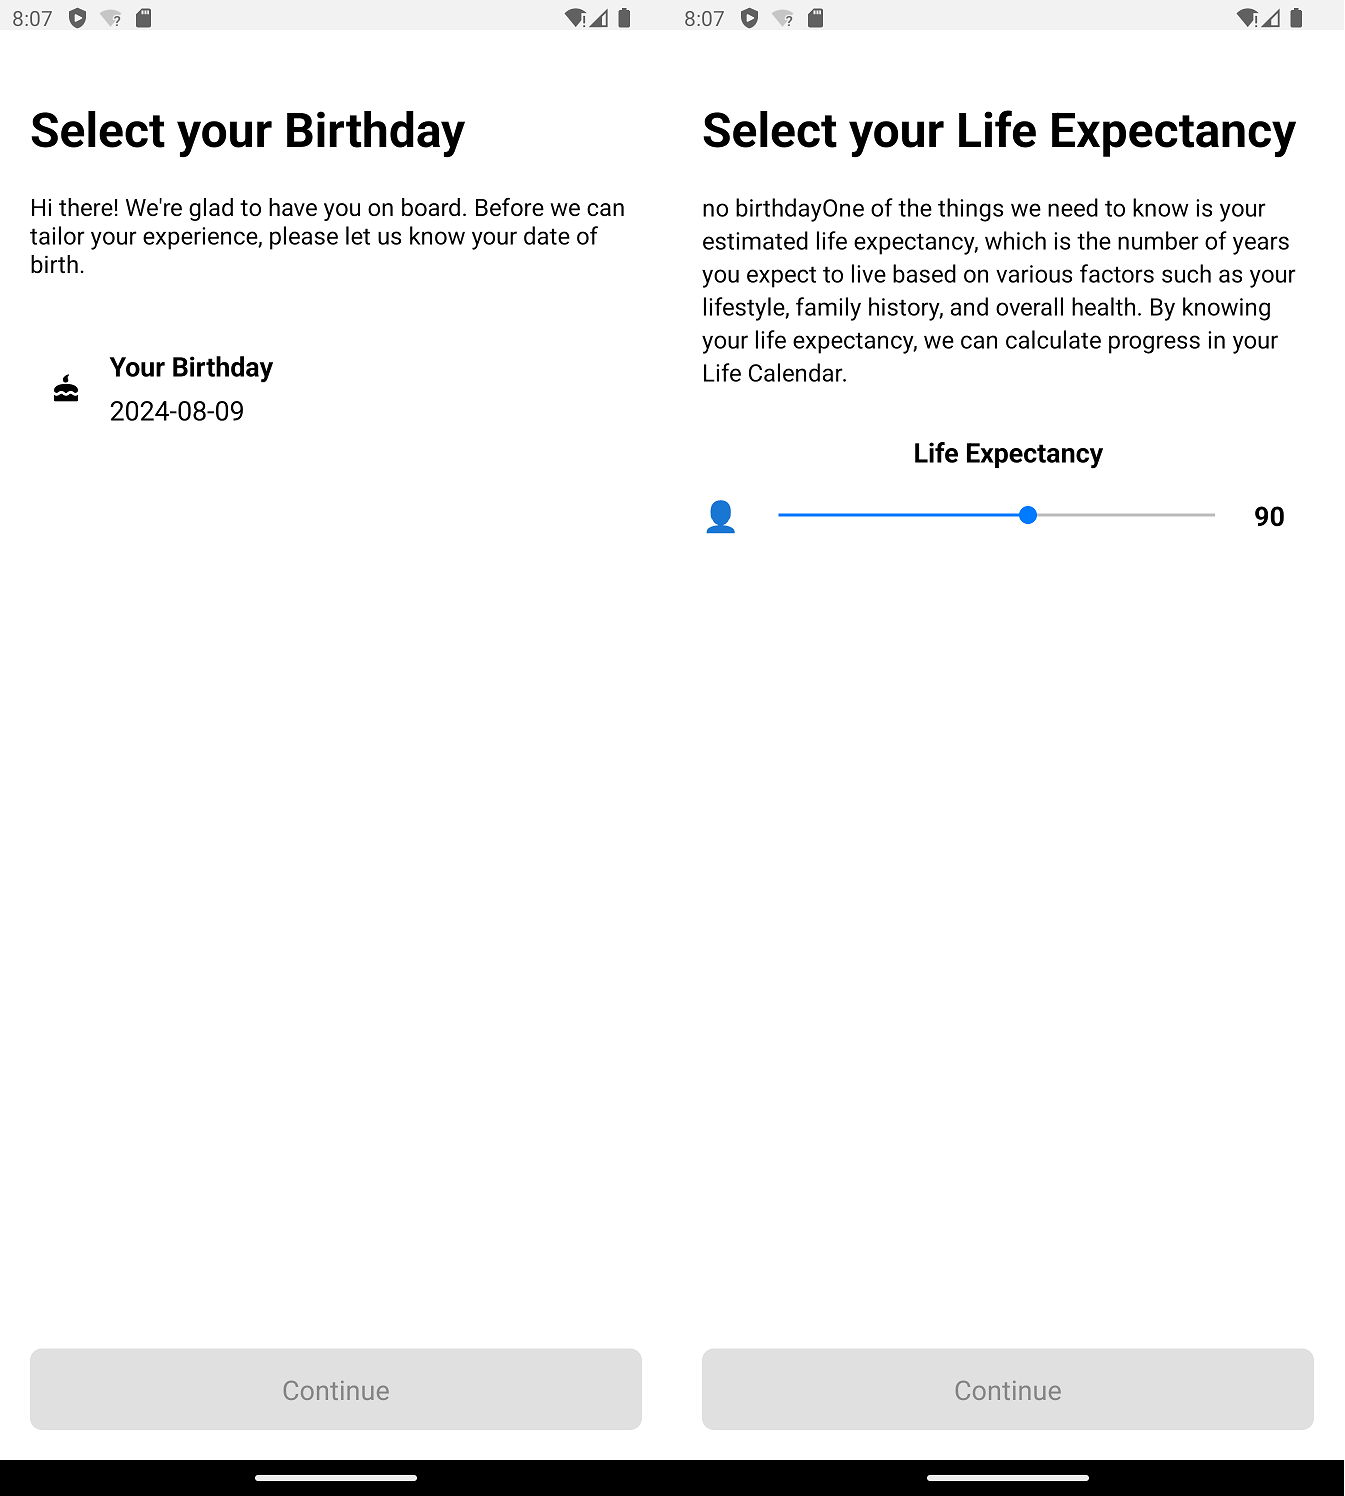 8:07
Select your Birthday
Hi there! We're glad to have you on board. Before we can
tailor your experience, please let us know your date of
birth.
Your Birthday
2024-08-09
Continue
8:07
Select your Life Expectancy
no birthdayOne of the things we need to know is your
estimated life expectancy, which is the number of years
you expect to live based on various factors such as your
lifestyle, family history, and overall health. By knowing
your life expectancy, we can calculate progress in your
Life Calendar.
Life Expectancy
90
Continue